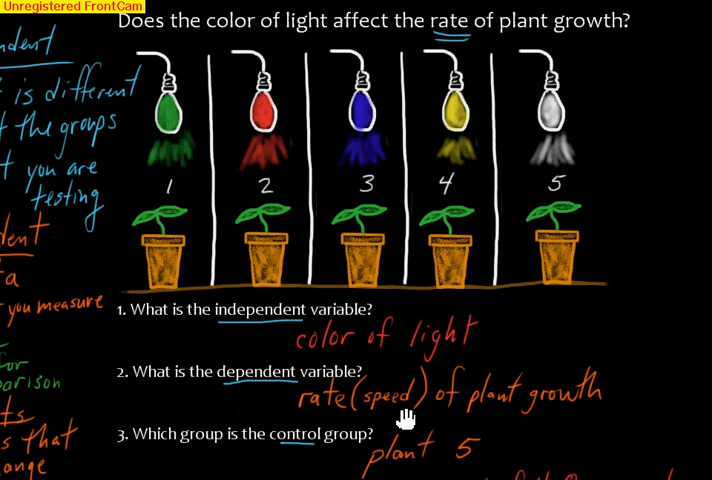 Unregistered FrontCam
Does the color of light affect the rate of plant growth?
ndent
is different
the groups
you are
testing
dent
a
you measure
for
arison
ts
s that
ange
1 2 3 4 5
1. What is the independent variable?
color of light
2. What is the dependent variable?
rate (speed) of plant growth
3. Which group is the control group?
plant 5